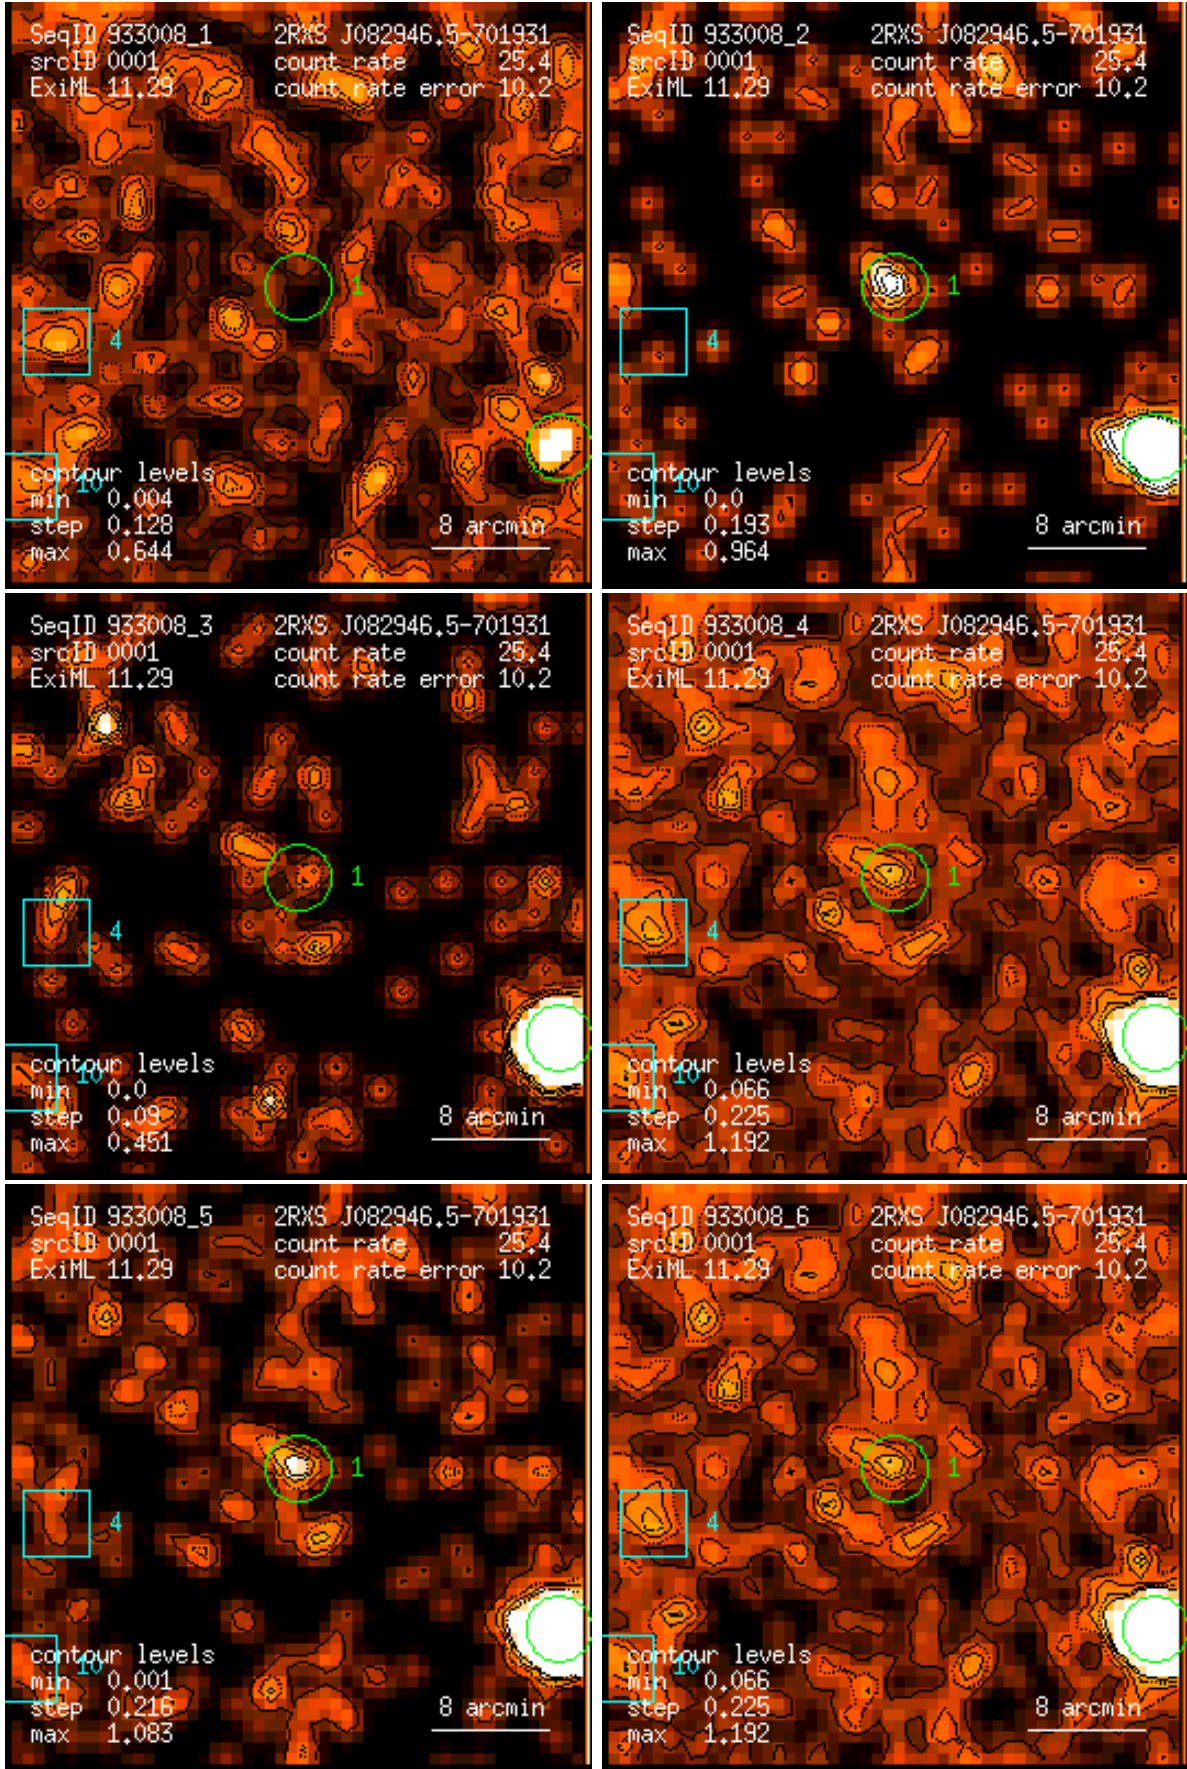 SeqID 933008_1 2RXS J082946.5-701931
srcID 0001 count rate 25.4
ExiML 11.29 count rate error 10.2
1
4
contour levels
10
min 0.004
step 0.128 8 arcmin
max 0.644
SeqID 933008_2 2RXS J082946.5-701931
srcID 0001 count rate 25.4
ExiML 11.29 count rate error 10.2
1
4
contour levels
10
min 0.0
step 0.193 8 arcmin
max 0.964
SeqID 933008_3 2RXS J082946.5-701931
srcID 0001 count rate 25.4
ExiML 11.29 count rate error 10.2
1
4
contour levels
10
min 0.0
step 0.09 8 arcmin
max 0.451
SeqID 933008_4 2RXS J082946.5-701931
srcID 0001 count rate 25.4
ExiML 11.29 count rate error 10.2
1
4
contour levels
10
min 0.066
step 0.225 8 arcmin
max 1.192
SeqID 933008_5 2RXS J082946.5-701931
srcID 0001 count rate 25.4
ExiML 11.29 count rate error 10.2
1
4
contour levels
10
min 0.001
step 0.216 8 arcmin
max 1.083
SeqID 933008_6 2RXS J082946.5-701931
srcID 0001 count rate 25.4
ExiML 11.29 count rate error 10.2
1
4
contour levels
10
min 0.066
step 0.225 8 arcmin
max 1.192